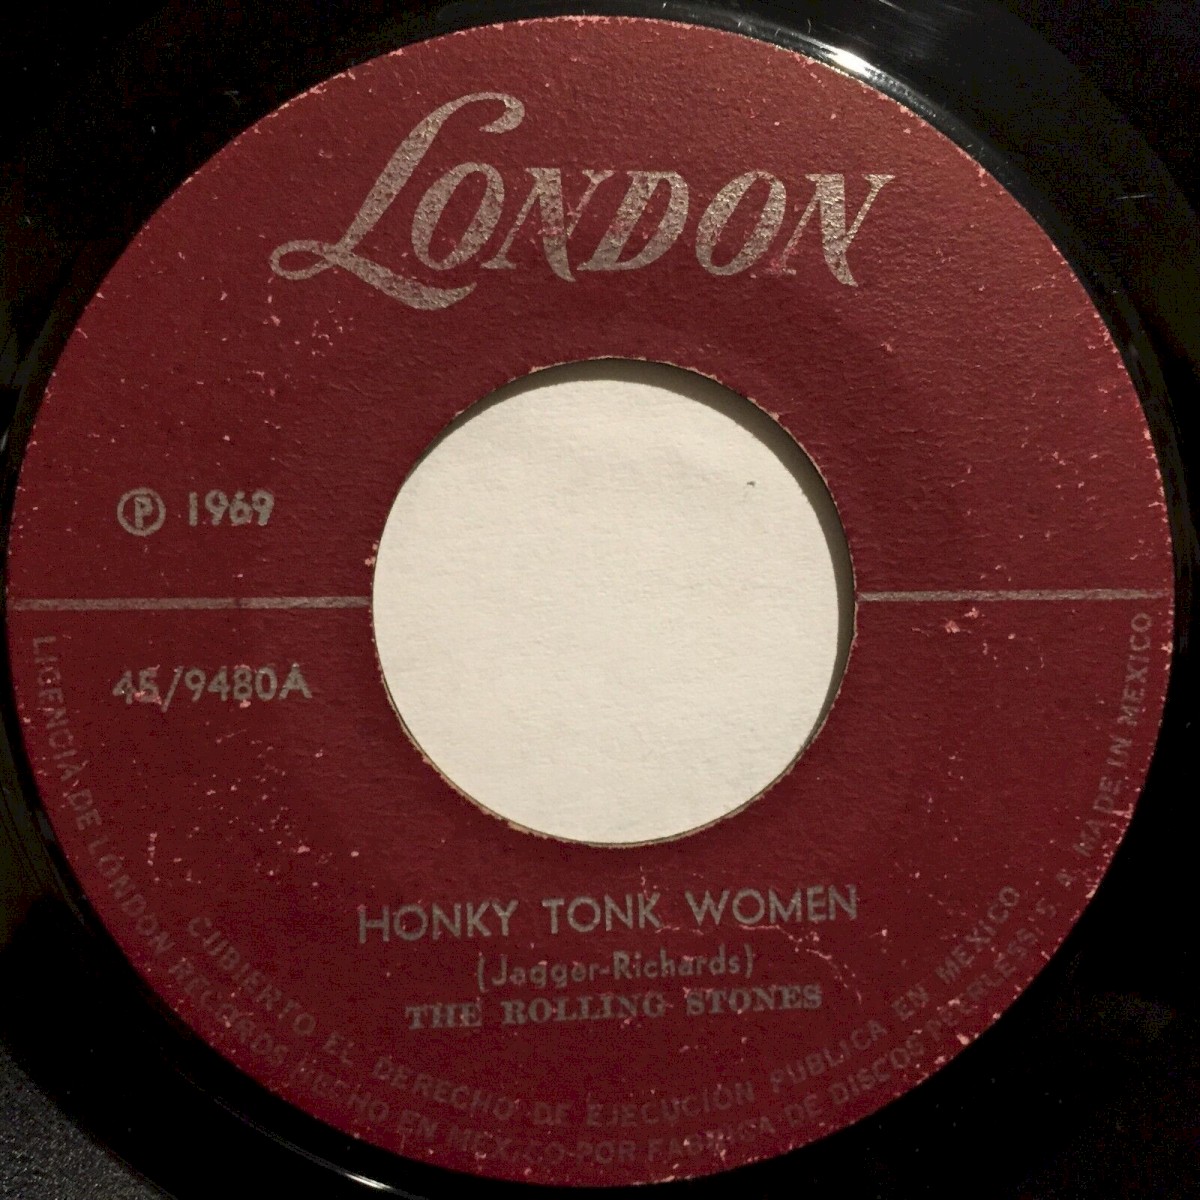 LONDON
Ⓟ 1969
45/9480A
HONKY TONK WOMEN
(Jagger-Richards)
THE ROLLING STONES
CUBIERTO EL DERECHO DE EJECUCION PUBLICA EN MEXICO
LICENCIA DE LONDON RECORDS HECHO EN MEXICO POR FABRICA DE DISCOS PEERLESS, S. A. MADE IN MEXICO